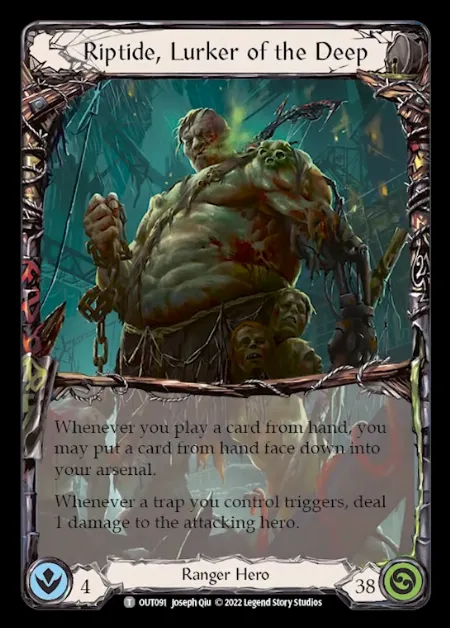 Riptide, Lurker of the Deep
Whenever you play a card from hand, you
may put a card from hand face down into
your arsenal.
Whenever a trap you control triggers, deal
1 damage to the attacking hero.
4
Ranger Hero
38
T OUT091 Joseph Qiu © 2022 Legend Story Studios